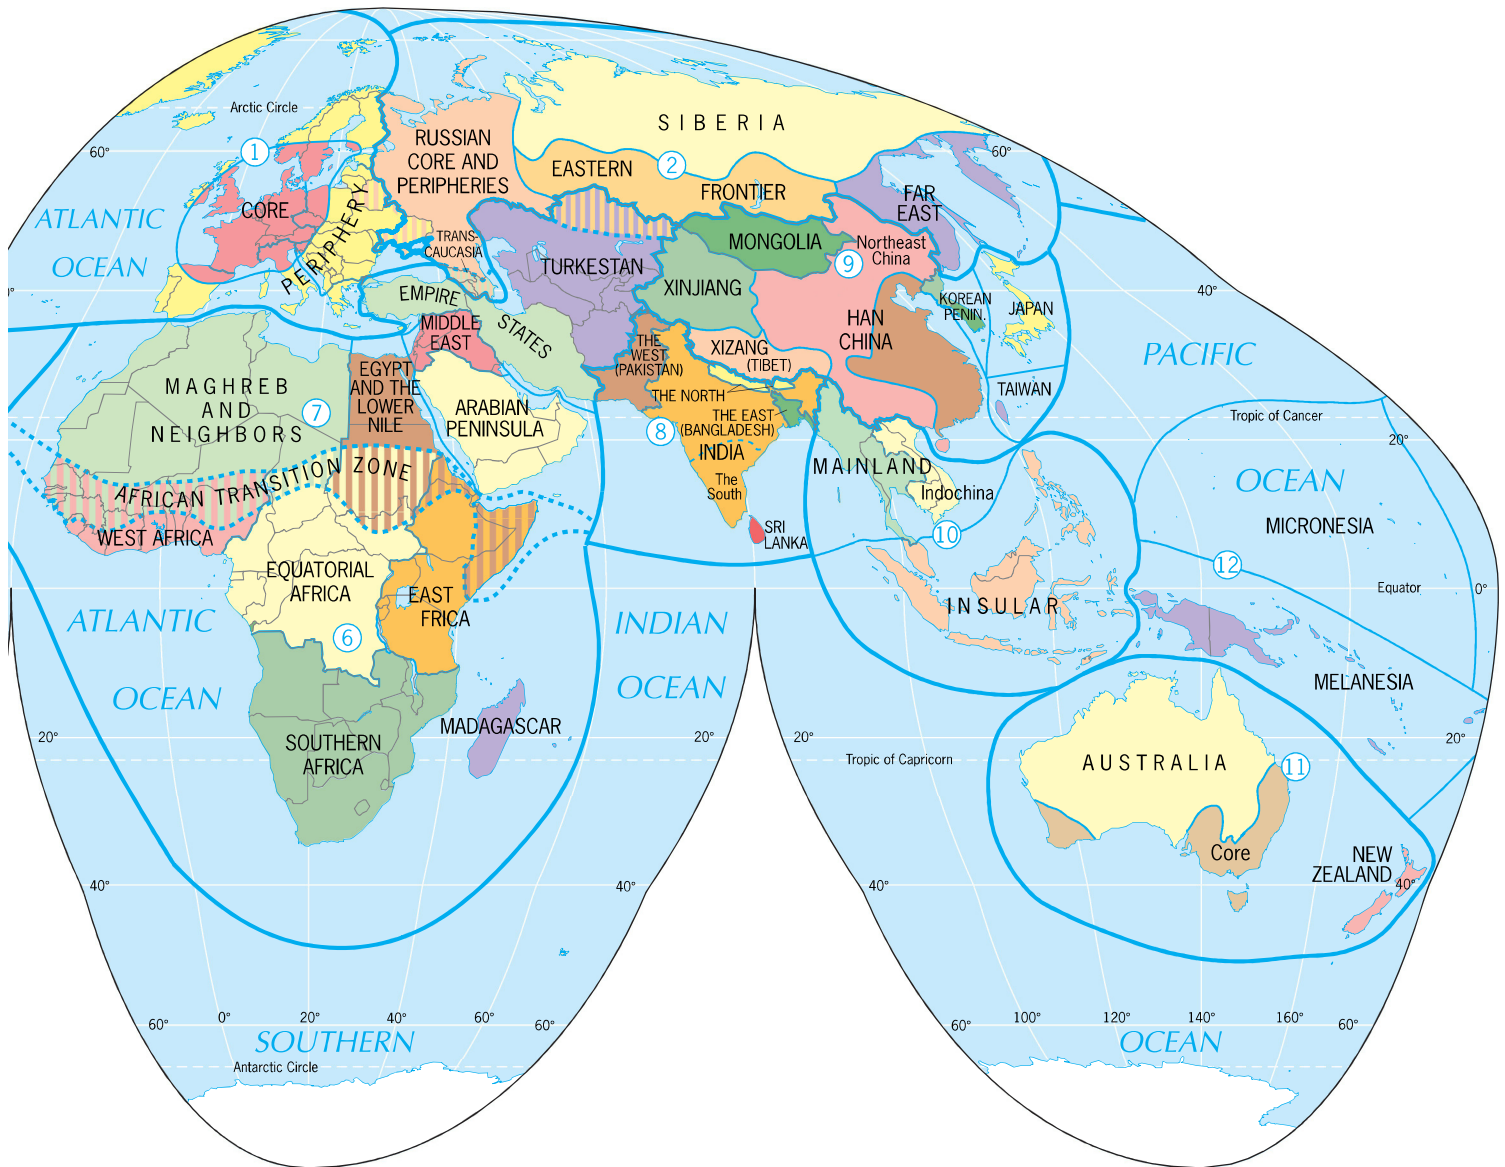 Arctic Circle
60°
1
ATLANTIC
OCEAN
CORE
PERIPHERY
RUSSIAN
CORE AND
PERIPHERIES
TRANS-
CAUCASIA
SIBERIA
EASTERN
2
FRONTIER
60°
FAR
EAST
MONGOLIA
Northeast
China
9
TURKESTAN
XINJIANG
KOREAN
PENIN.
JAPAN
40°
HAN
CHINA
XIZANG
(TIBET)
TAIWAN
PACIFIC
EMPIRE
STATES
MIDDLE
EAST
THE
WEST
(PAKISTAN)
THE NORTH
THE EAST
(BANGLADESH)
8
INDIA
The
South
SRI
LANKA
EGYPT
AND THE
LOWER
NILE
ARABIAN
PENINSULA
MAGHREB
AND
NEIGHBORS
7
AFRICAN TRANSITION ZONE
WEST AFRICA
MAINLAND
Indochina
10
Tropic of Cancer
20°
OCEAN
MICRONESIA
12
Equator
0°
EQUATORIAL
AFRICA
EAST
FRICA
6
ATLANTIC
OCEAN
INDIAN
OCEAN
INSULAR
MELANESIA
SOUTHERN
AFRICA
MADAGASCAR
20°
20°
20°
20°
Tropic of Capricorn
AUSTRALIA
11
Core
NEW
ZEALAND
40°
40°
40°
40°
60°
0°
20°
40°
60°
60°
SOUTHERN
Antarctic Circle
60°
100°
120°
140°
160°
60°
OCEAN